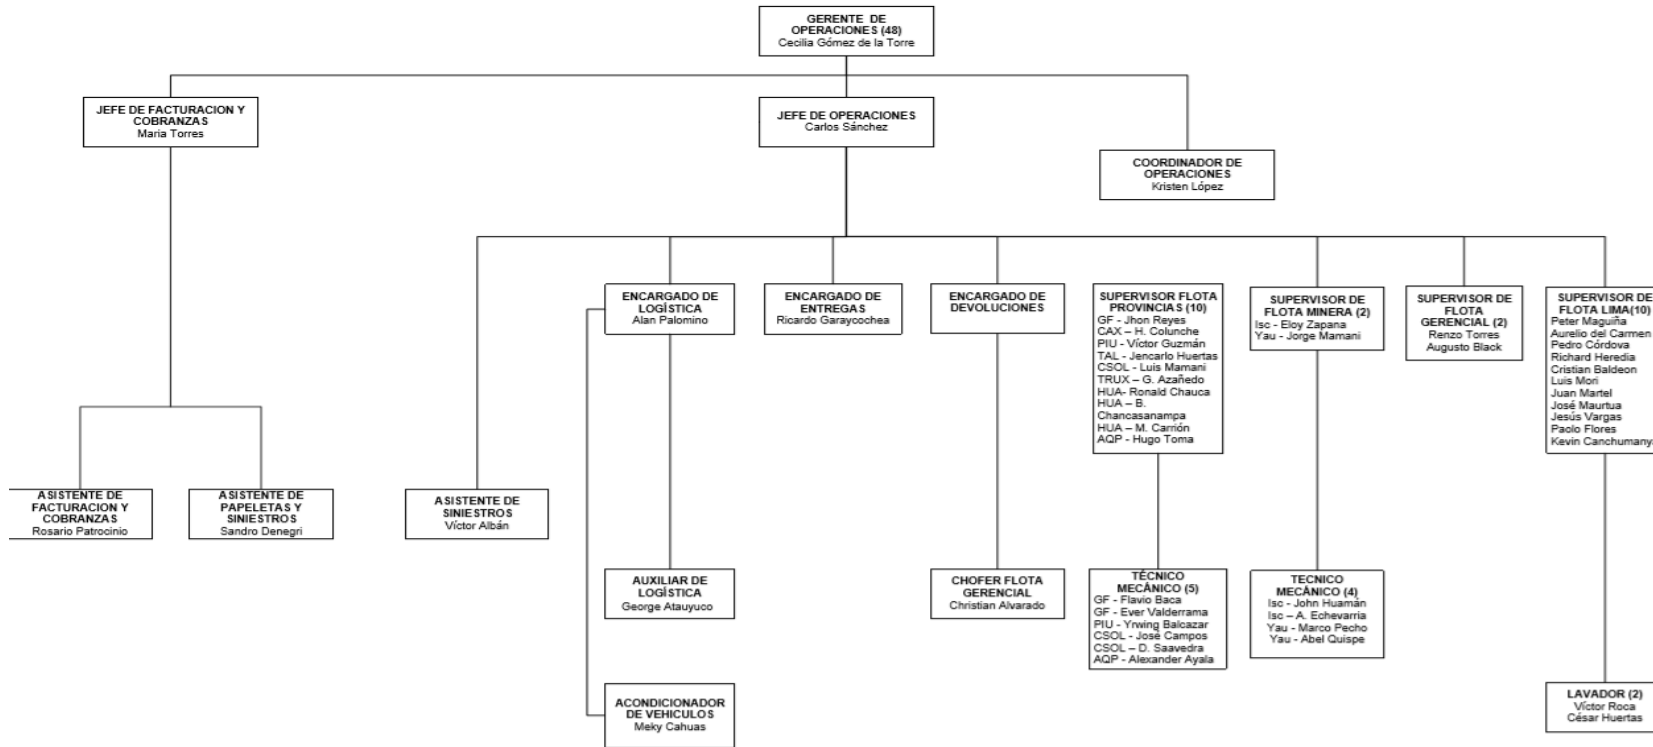 GERENTE DE
OPERACIONES (48)
Cecilia Gómez de la Torre
JEFE DE FACTURACION Y
COBRANZAS
Maria Torres
JEFE DE OPERACIONES
Carlos Sánchez
COORDINADOR DE
OPERACIONES
Kristen López
ENCARGADO DE
LOGÍSTICA
Alan Palomino
ENCARGADO DE
ENTREGAS
Ricardo Garaycochea
ENCARGADO DE
DEVOLUCIONES
SUPERVISOR FLOTA
PROVINCIAS (10)
GF - Jhon Reyes
CAX – H. Colunche
PIU - Víctor Guzmán
TAL - Jencarlo Huertas
CSOL - Luis Mamani
TRUX – G. Azañedo
HUA- Ronald Chauca
HUA – B.
Chancasanampa
HUA – M. Carrión
AQP - Hugo Toma
SUPERVISOR DE
FLOTA MINERA (2)
Isc - Eloy Zapana
Yau - Jorge Mamani
SUPERVISOR DE
FLOTA
GERENCIAL (2)
Renzo Torres
Augusto Black
SUPERVISOR DE
FLOTA LIMA(10)
Peter Maguiña
Aurelio del Carmen
Pedro Córdova
Richard Heredia
Cristian Baldeon
Luis Mori
Juan Martel
José Maurtua
Jesús Vargas
Paolo Flores
Kevin Canchumany
ASISTENTE DE
FACTURACION Y
COBRANZAS
Rosario Patrocinio
ASISTENTE DE
PAPELETAS Y
SINIESTROS
Sandro Denegri
ASISTENTE DE
SINIESTROS
Víctor Albán
AUXILIAR DE
LOGÍSTICA
George Atauyuco
CHOFER FLOTA
GERENCIAL
Christian Alvarado
TÉCNICO
MECÁNICO (5)
GF - Flavio Baca
GF - Ever Valderrama
PIU - Yrwing Balcazar
CSOL - José Campos
CSOL – D. Saavedra
AQP - Alexander Ayala
TECNICO
MECÁNICO (4)
Isc - John Huamán
Isc – A. Echevarria
Yau - Marco Pecho
Yau - Abel Quispe
ACONDICIONADOR
DE VEHICULOS
Meky Cahuas
LAVADOR (2)
Víctor Roca
César Huertas